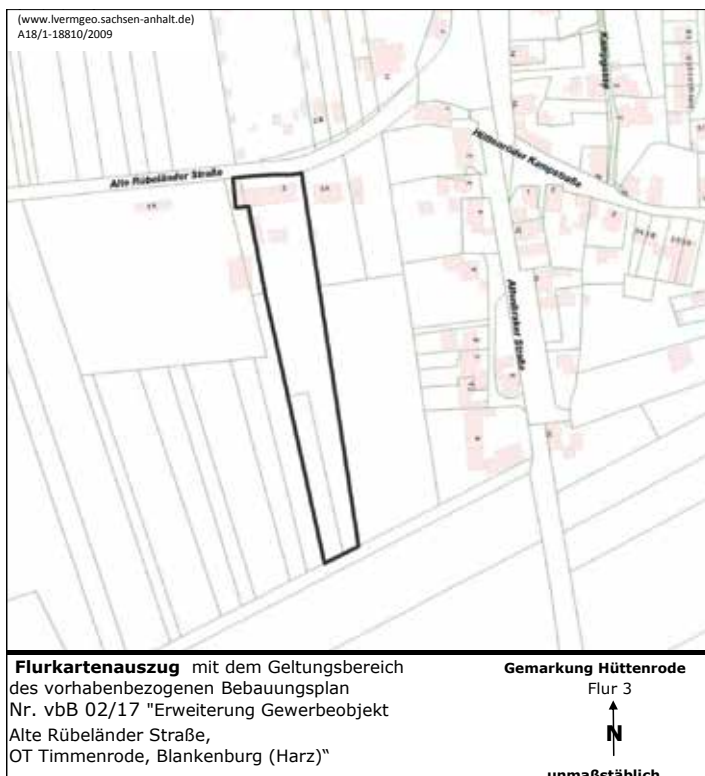 (www.lvermgeo.sachsen-anhalt.de)
A18/1-18810/2009
Alte Rübeländer Straße
Hüttenröder Kampstraße
Altenbraker Straße
Flurkartenauszug mit dem Geltungsbereich
des vorhabenbezogenen Bebauungsplan
Nr. vbB 02/17 "Erweiterung Gewerbeobjekt
Alte Rübeländer Straße,
OT Timmenrode, Blankenburg (Harz)“
Gemarkung Hüttenrode
Flur 3
N
unmaßstäblich